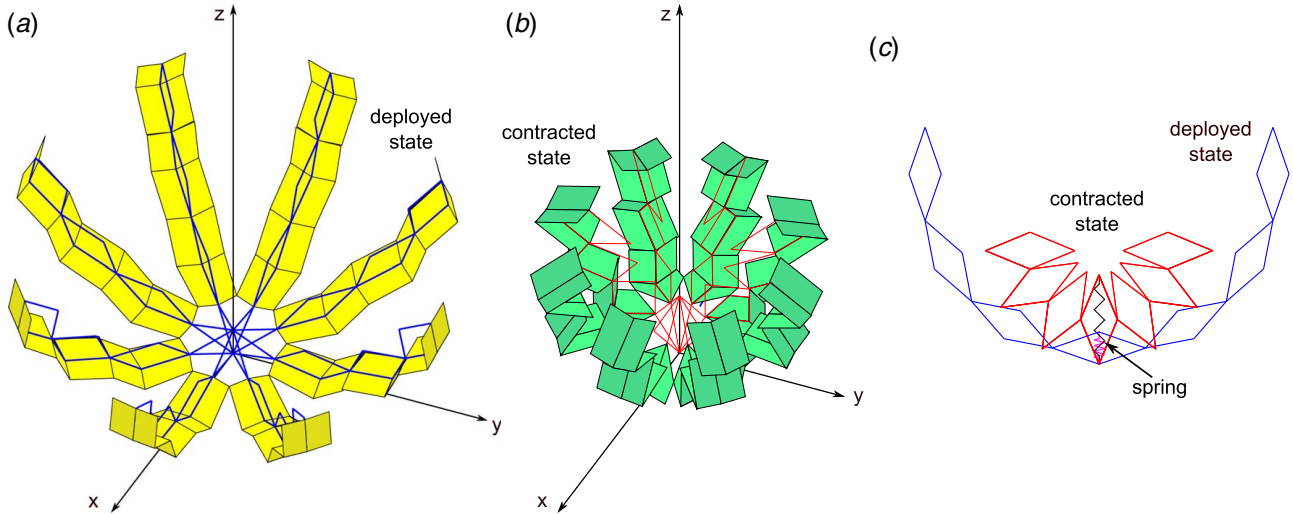 (a)
z
deployed
state
y
x
(b)
z
contracted
state
y
x
(c)
deployed
state
contracted
state
spring